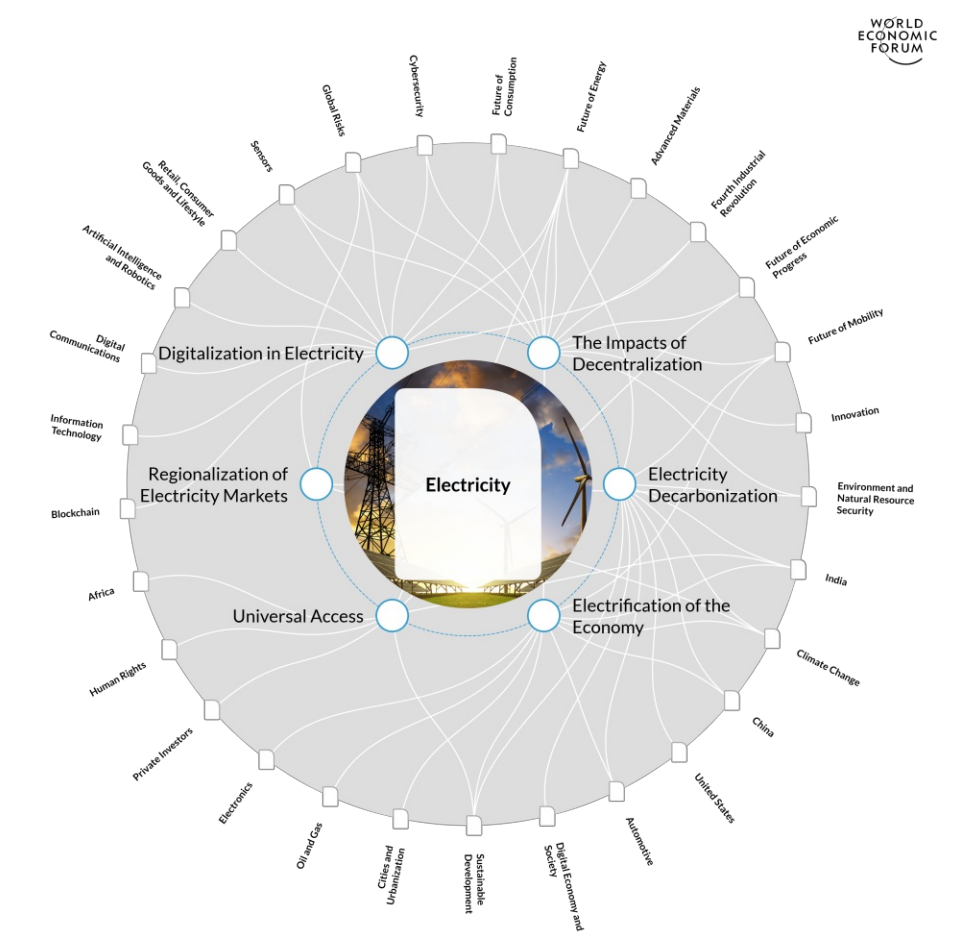 WORLD
ECONOMIC
FORUM
Cybersecurity
Future of
Consumption
Future of Energy
Advanced Materials
Fourth Industrial
Revolution
Future of Economic
Progress
Future of Mobility
Innovation
Environment and
Natural Resource
Security
India
Climate Change
China
United States
Automotive
Digital Economy and
Society
Sustainable
Development
Cities and
Urbanization
Oil and Gas
Electronics
Private Investors
Human Rights
Africa
Blockchain
Information
Technology
Digital
Communications
Artificial Intelligence
and Robotics
Retail, Consumer
Goods and Lifestyle
Sensors
Global Risks
Digitalization in Electricity
The Impacts of
Decentralization
Regionalization of
Electricity Markets
Electricity
Electricity
Decarbonization
Universal Access
Electrification of the
Economy